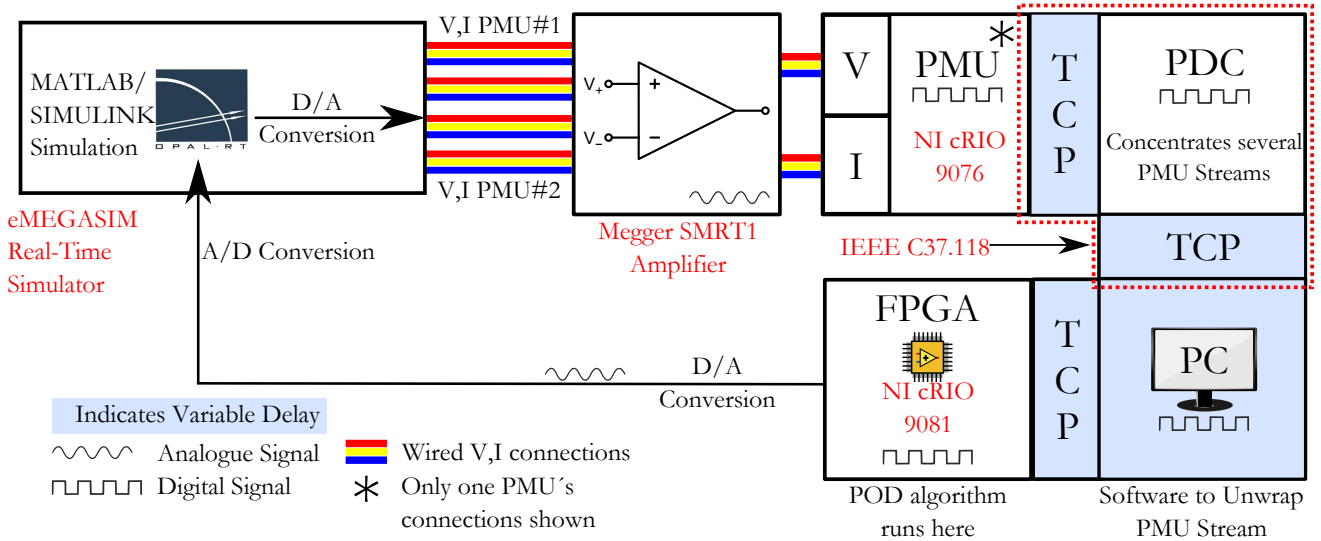 V,I PMU#1
MATLAB/
SIMULINK
Simulation
OPAL-RT
D/A
Conversion
V,I PMU#2
eMEGASIM
Real-Time
Simulator
A/D Conversion
V+
V-
+
−
Megger SMRT1
Amplifier
V
I
PMU
*
NI cRIO
9076
T
C
P
PDC
Concentrates several
PMU Streams
IEEE C37.118
TCP
FPGA
NI cRIO
9081
T
C
P
PC
D/A
Conversion
POD algorithm
runs here
Software to Unwrap
PMU Stream
Indicates Variable Delay
Analogue Signal
Digital Signal
Wired V,I connections
* Only one PMU´s
connections shown